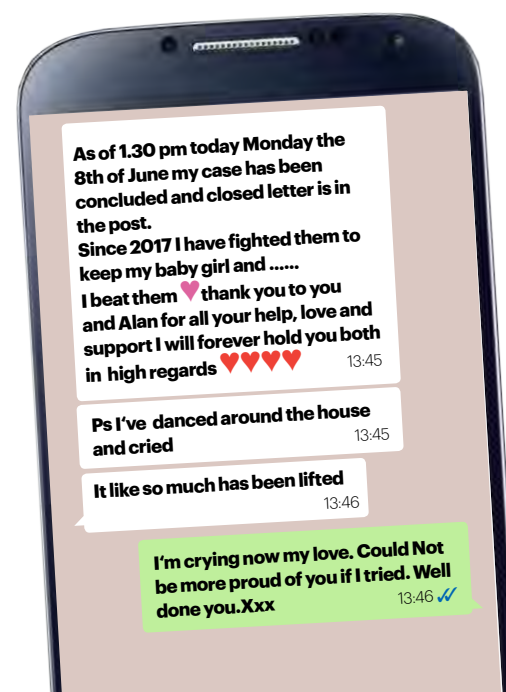 As of 1.30 pm today Monday the
8th of June my case has been
concluded and closed letter is in
the post.
Since 2017 I have fighted them to
keep my baby girl and ......
I beat them 🩷 thank you to you
and Alan for all your help, love and
support I will forever hold you both
in high regards ♥♥♥♥ 13:45
Ps I've danced around the house
and cried 13:45
It like so much has been lifted
13:46
I'm crying now my love. Could Not
be more proud of you if I tried. Well
done you.Xxx 13:46